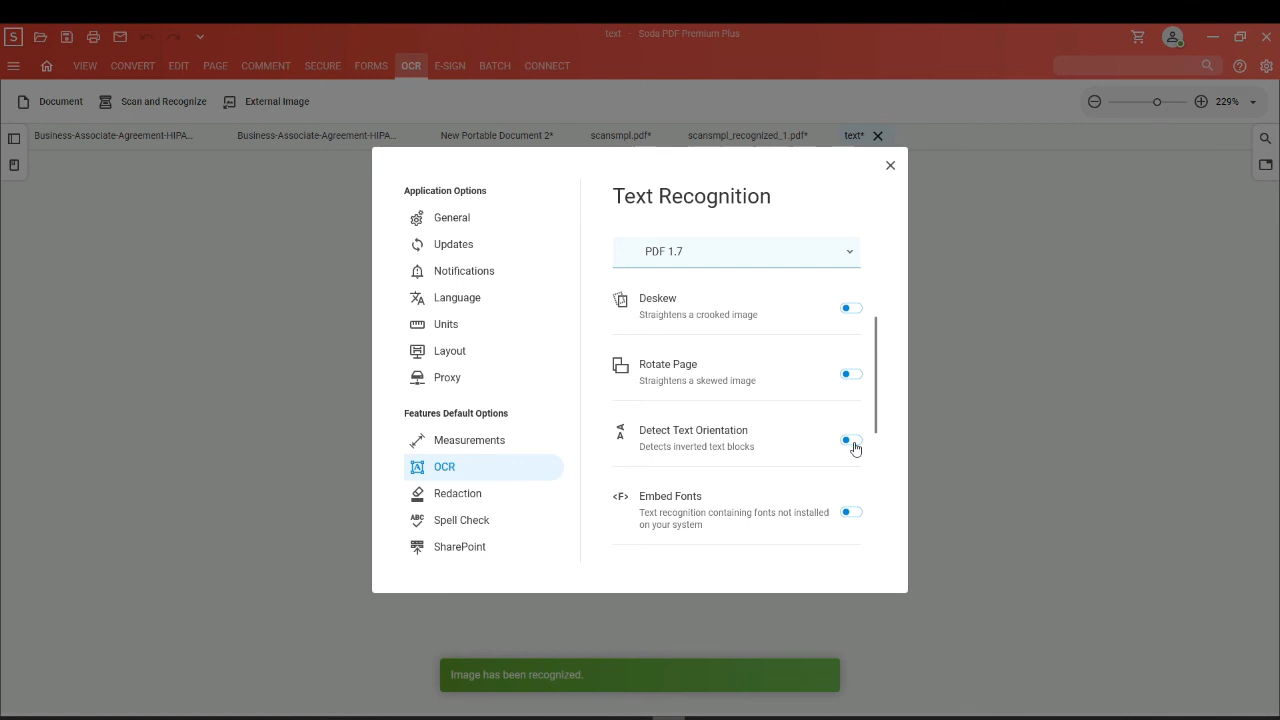 S
text – Soda PDF Premium Plus
VIEW CONVERT EDIT PAGE COMMENT SECURE FORMS OCR E-SIGN BATCH CONNECT
Document Scan and Recognize External Image 229%
Business-Associate-Agreement-HIPA... Business-Associate-Agreement-HIPA... New Portable Document 2* scansmpl.pdf* scansmpl_recognized_1.pdf* text*
Application Options
General
Updates
Notifications
Language
Units
Layout
Proxy
Features Default Options
Measurements
OCR
Redaction
ABC Spell Check
SharePoint
Text Recognition
PDF 1.7
Deskew
Straightens a crooked image
Rotate Page
Straightens a skewed image
Detect Text Orientation
Detects inverted text blocks
<F> Embed Fonts
Text recognition containing fonts not installed
on your system
Image has been recognized.